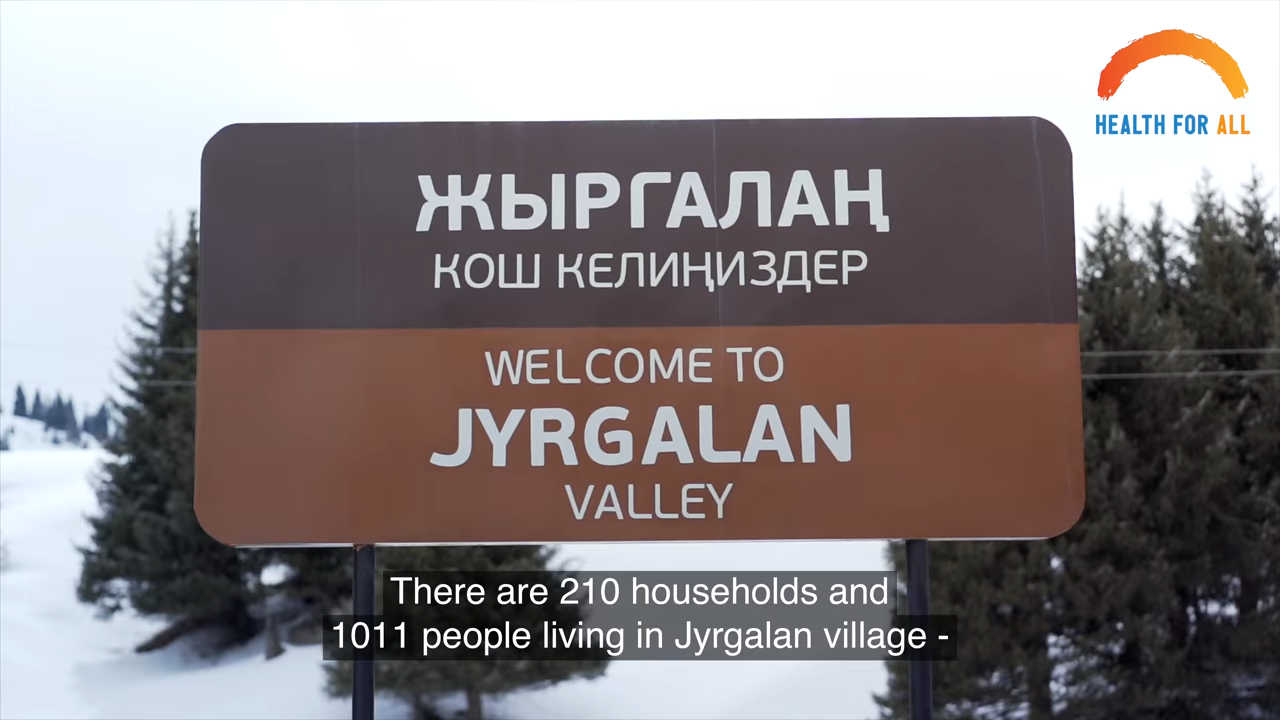 HEALTH FOR ALL
ЖЫРГАЛАҢ
КОШ КЕЛИҢИЗДЕР
WELCOME TO
JYRGALAN
VALLEY
There are 210 households and
1011 people living in Jyrgalan village -